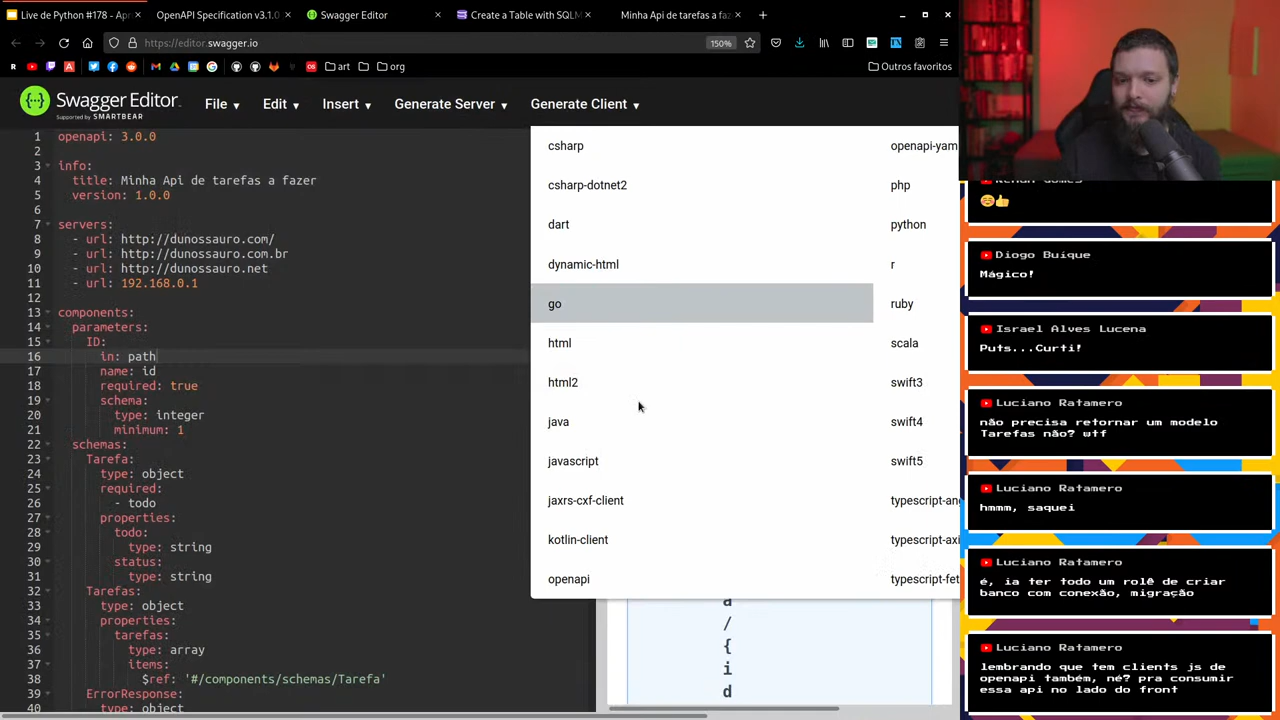 Live de Python #178 - Apr
OpenAPI Specification v3.1.0
Swagger Editor
Create a Table with SQLM
Minha Api de tarefas a faz
https://editor.swagger.io
150%
art
org
Outros favoritos
Swagger Editor
Supported by SMARTBEAR
File
Edit
Insert
Generate Server
Generate Client
1 openapi: 3.0.0
2
3 info:
4 title: Minha Api de tarefas a fazer
5 version: 1.0.0
6
7 servers:
8 - url: http://dunossauro.com/
9 - url: http://dunossauro.com.br
10 - url: http://dunossauro.net
11 - url: 192.168.0.1
12
13 components:
14 parameters:
15 ID:
16 in: path
17 name: id
18 required: true
19 schema:
20 type: integer
21 minimum: 1
22 schemas:
23 Tarefa:
24 type: object
25 required:
26 - todo
27 properties:
28 todo:
29 type: string
30 status:
31 type: string
32 Tarefas:
33 type: object
34 properties:
35 tarefas:
36 type: array
37 items:
38 $ref: '#/components/schemas/Tarefa'
39 ErrorResponse:
40 type: object
csharp
csharp-dotnet2
dart
dynamic-html
go
html
html2
java
javascript
jaxrs-cxf-client
kotlin-client
openapi
openapi-yam
php
python
r
ruby
scala
swift3
swift4
swift5
typescript-an
typescript-axi
typescript-fet
a
/
{
i
d
Diogo Buique
Mágico!
Israel Alves Lucena
Puts...Curti!
Luciano Ratamero
não precisa retornar um modelo
Tarefas não? wtf
Luciano Ratamero
hmmm, saquei
Luciano Ratamero
é, ia ter todo um rolê de criar
banco com conexão, migração
Luciano Ratamero
lembrando que tem clients js de
openapi também, né? pra consumir
essa api no lado do front